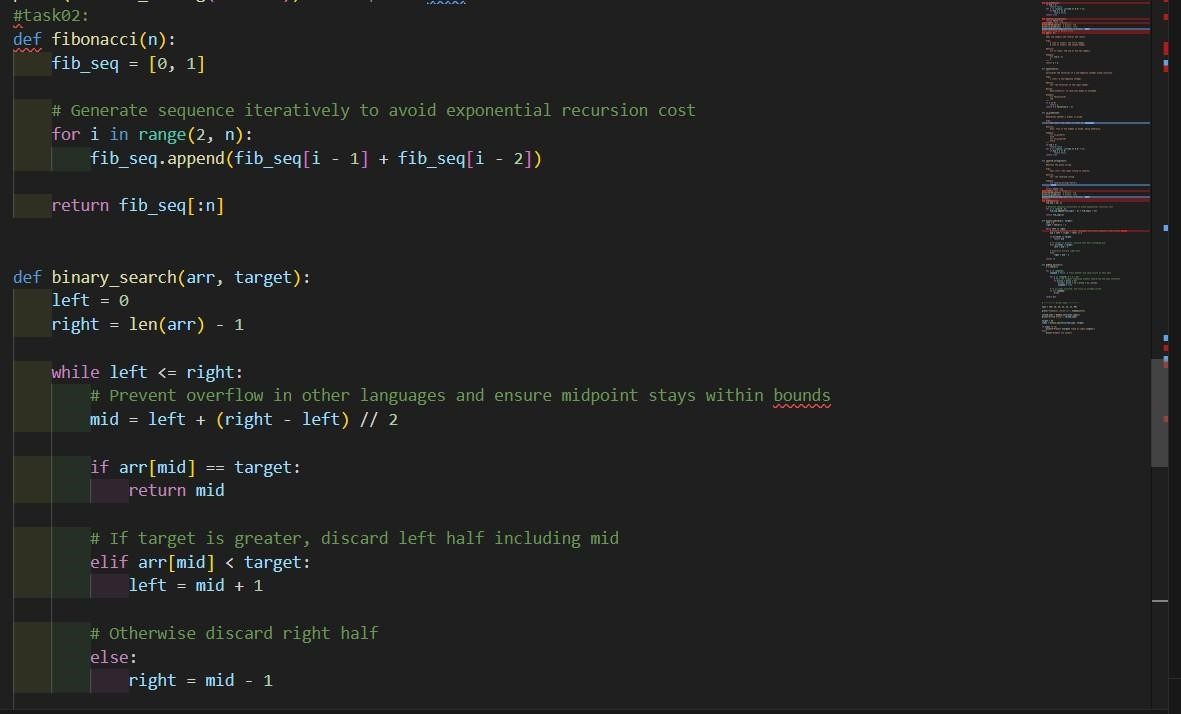 #task02:
def fibonacci(n):
    fib_seq = [0, 1]

    # Generate sequence iteratively to avoid exponential recursion cost
    for i in range(2, n):
        fib_seq.append(fib_seq[i - 1] + fib_seq[i - 2])

    return fib_seq[:n]


def binary_search(arr, target):
    left = 0
    right = len(arr) - 1

    while left <= right:
        # Prevent overflow in other languages and ensure midpoint stays within bounds
        mid = left + (right - left) // 2

        if arr[mid] == target:
            return mid

        # If target is greater, discard left half including mid
        elif arr[mid] < target:
            left = mid + 1

        # Otherwise discard right half
        else:
            right = mid - 1